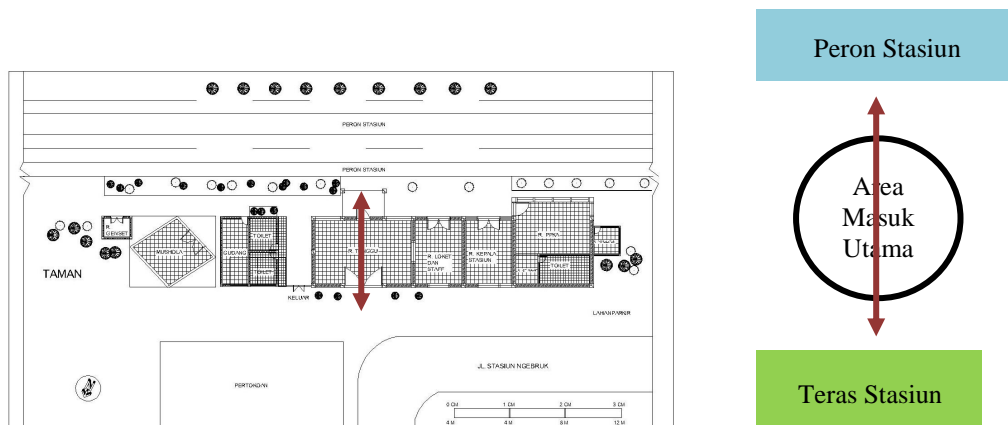 PERON STASIUN
PERON STASIUN
R.
GENSET
MUSHOLA
GUDANG
TOILET
TOILET
R. TUNGGU
R. LOKET
DAN
STAFF
R. KEPALA
STASIUN
R. PPKA
TOILET
TAMAN
KELUAR
LAHAN PARKIR
PERTOKOAN
JL. STASIUN NGEBRUK
0 CM 1 CM 2 CM 3 CM
4 M 4 M 8 M 12 M
Peron Stasiun
Area
Masuk
Utama
Teras Stasiun